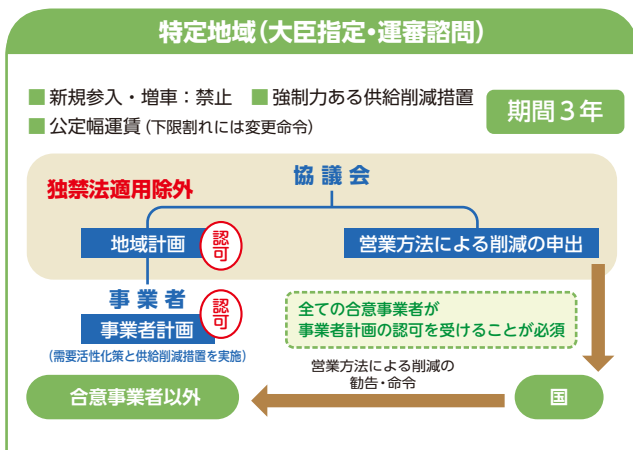 特定地域(大臣指定・運審諮問)
■新規参入・増車：禁止 ■強制力ある供給削減措置
■公定幅運賃(下限割れには変更命令)
期間3年
協議会
独禁法適用除外
地域計画
認可
営業方法による削減の申出
事業者
認可
事業者計画
(需要活性化策と供給削減措置を実施)
全ての合意事業者が
事業者計画の認可を受けることが必須
営業方法による削減の
勧告・命令
合意事業者以外
国